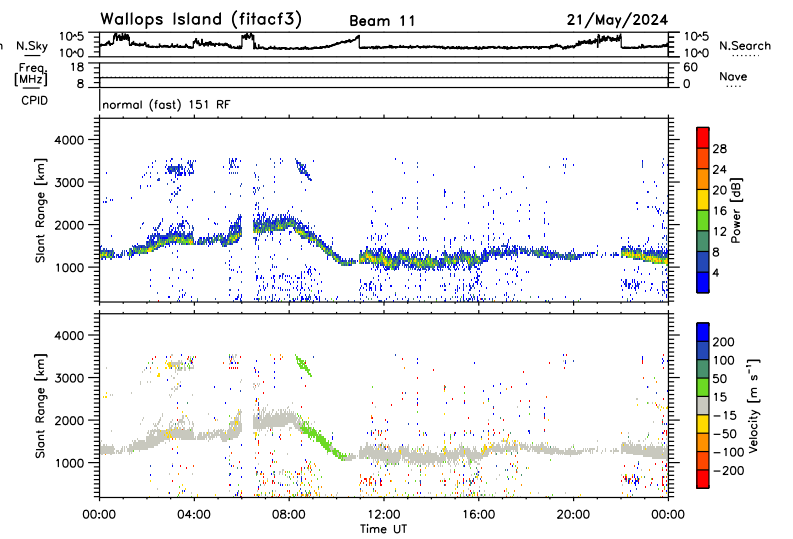 Wallops Island (fitacf3) Beam 11 21/May/2024
n N.Sky 10^5 10^0 10^5 10^0 N.Search
Freq. [MHz] 18 8 60 0 Nave
CPID normal (fast) 151 RF
Slant Range [km] 4000 3000 2000 1000
28 24 20 16 12 8 4 Power [dB]
Slant Range [km] 4000 3000 2000 1000
200 100 50 15 −15 −50 −100 −200 Velocity [m s⁻¹]
00:00 04:00 08:00 12:00 16:00 20:00 00:00
Time UT